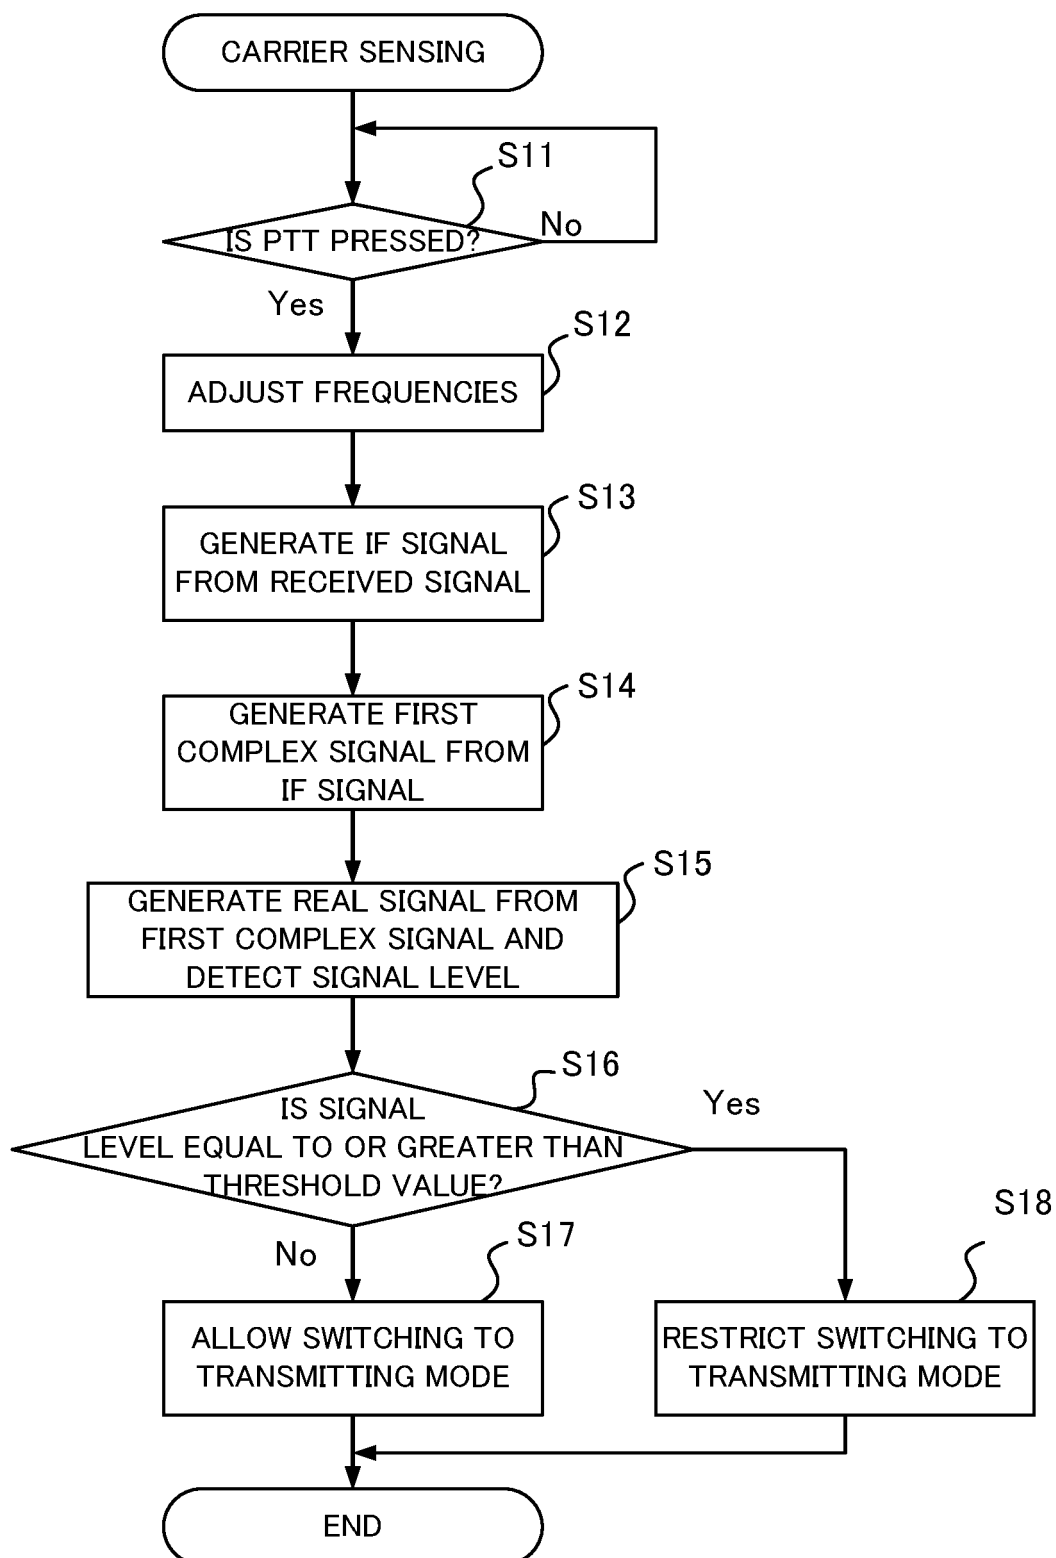 CARRIER SENSING
S11
IS PTT PRESSED?
No
Yes
S12
ADJUST FREQUENCIES
S13
GENERATE IF SIGNAL
FROM RECEIVED SIGNAL
S14
GENERATE FIRST
COMPLEX SIGNAL FROM
IF SIGNAL
S15
GENERATE REAL SIGNAL FROM
FIRST COMPLEX SIGNAL AND
DETECT SIGNAL LEVEL
S16
IS SIGNAL
LEVEL EQUAL TO OR GREATER THAN
THRESHOLD VALUE?
Yes
No
S17
ALLOW SWITCHING TO
TRANSMITTING MODE
S18
RESTRICT SWITCHING TO
TRANSMITTING MODE
END